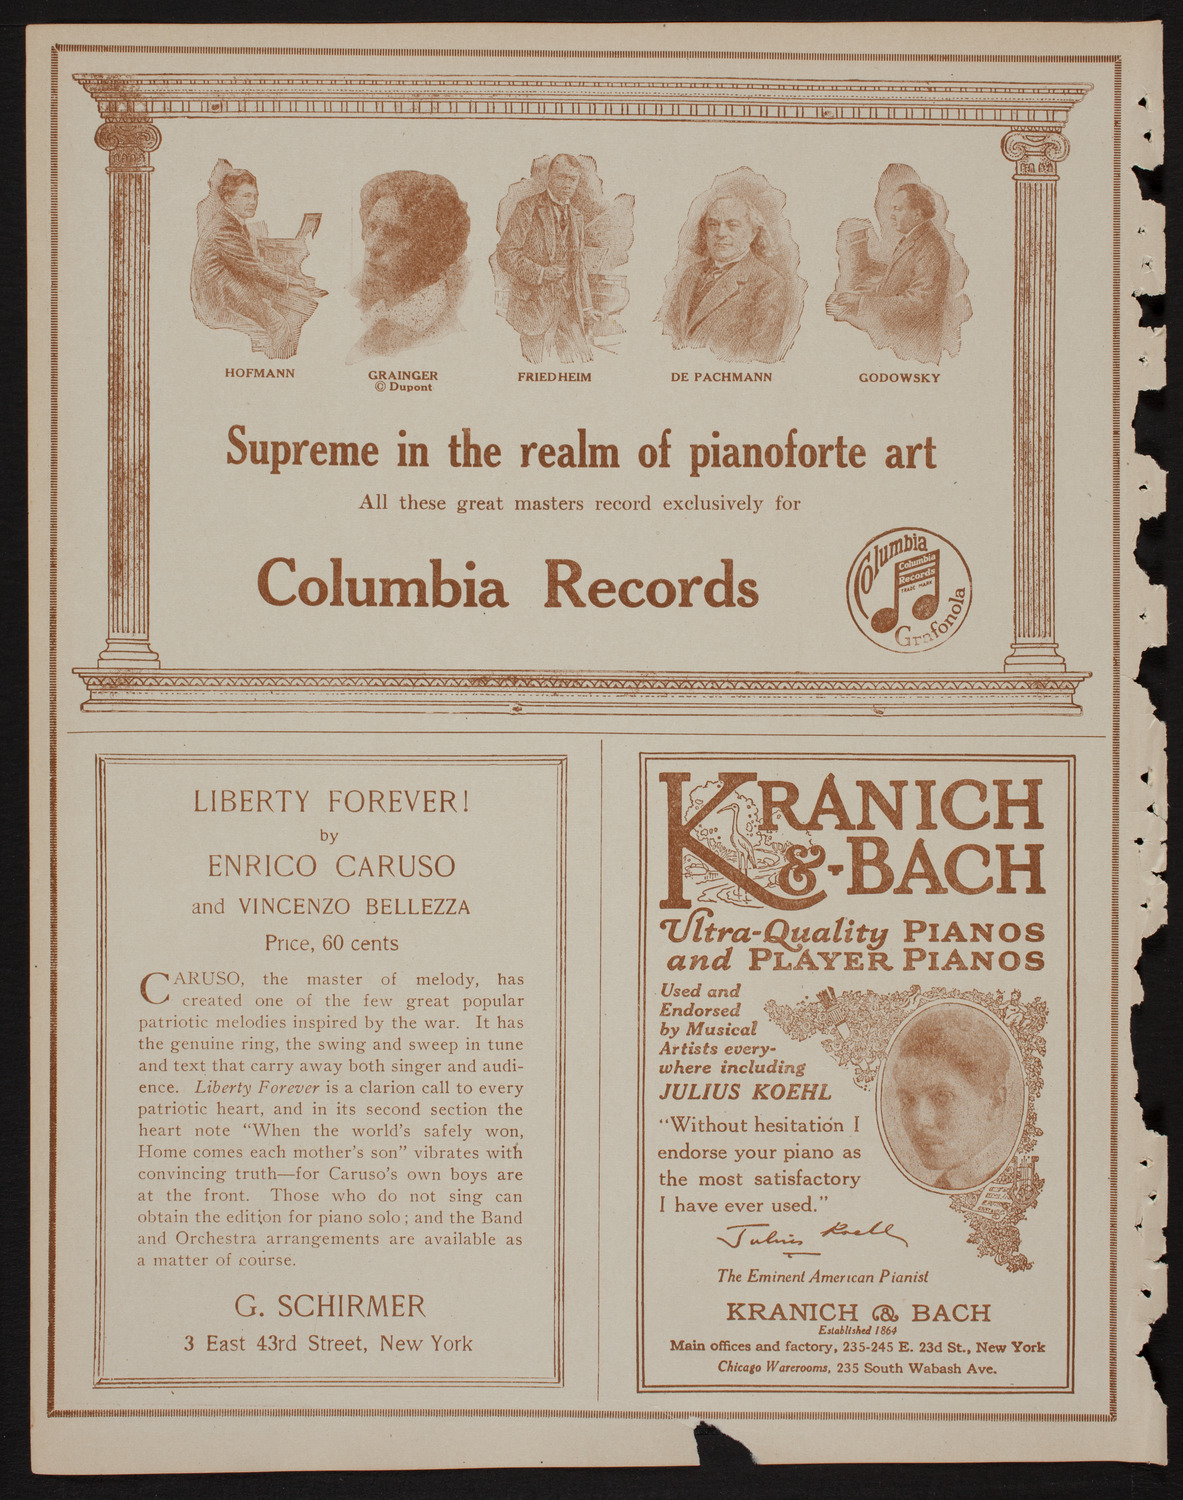 HOFMANN
GRAINGER
© Dupont
FRIEDHEIM
DE PACHMANN
GODOWSKY
Supreme in the realm of pianoforte art
All these great masters record exclusively for
Columbia Records
Columbia
Columbia
Records
TRADE MARK
Grafonola
LIBERTY FOREVER!
by
ENRICO CARUSO
and VINCENZO BELLEZZA
Price, 60 cents
CARUSO, the master of melody, has
created one of the few great popular
patriotic melodies inspired by the war. It has
the genuine ring, the swing and sweep in tune
and text that carry away both singer and audi-
ence. Liberty Forever is a clarion call to every
patriotic heart, and in its second section the
heart note "When the world's safely won,
Home comes each mother's son" vibrates with
convincing truth—for Caruso's own boys are
at the front. Those who do not sing can
obtain the edition for piano solo; and the Band
and Orchestra arrangements are available as
a matter of course.
G. SCHIRMER
3 East 43rd Street, New York
KRANICH
&-BACH
Ultra-Quality PIANOS
and PLAYER PIANOS
Used and
Endorsed
by Musical
Artists every-
where including
JULIUS KOEHL
"Without hesitation I
endorse your piano as
the most satisfactory
I have ever used."
Julius Koehl
The Eminent American Pianist
KRANICH & BACH
Established 1864
Main offices and factory, 235-245 E. 23d St., New York
Chicago Warerooms, 235 South Wabash Ave.